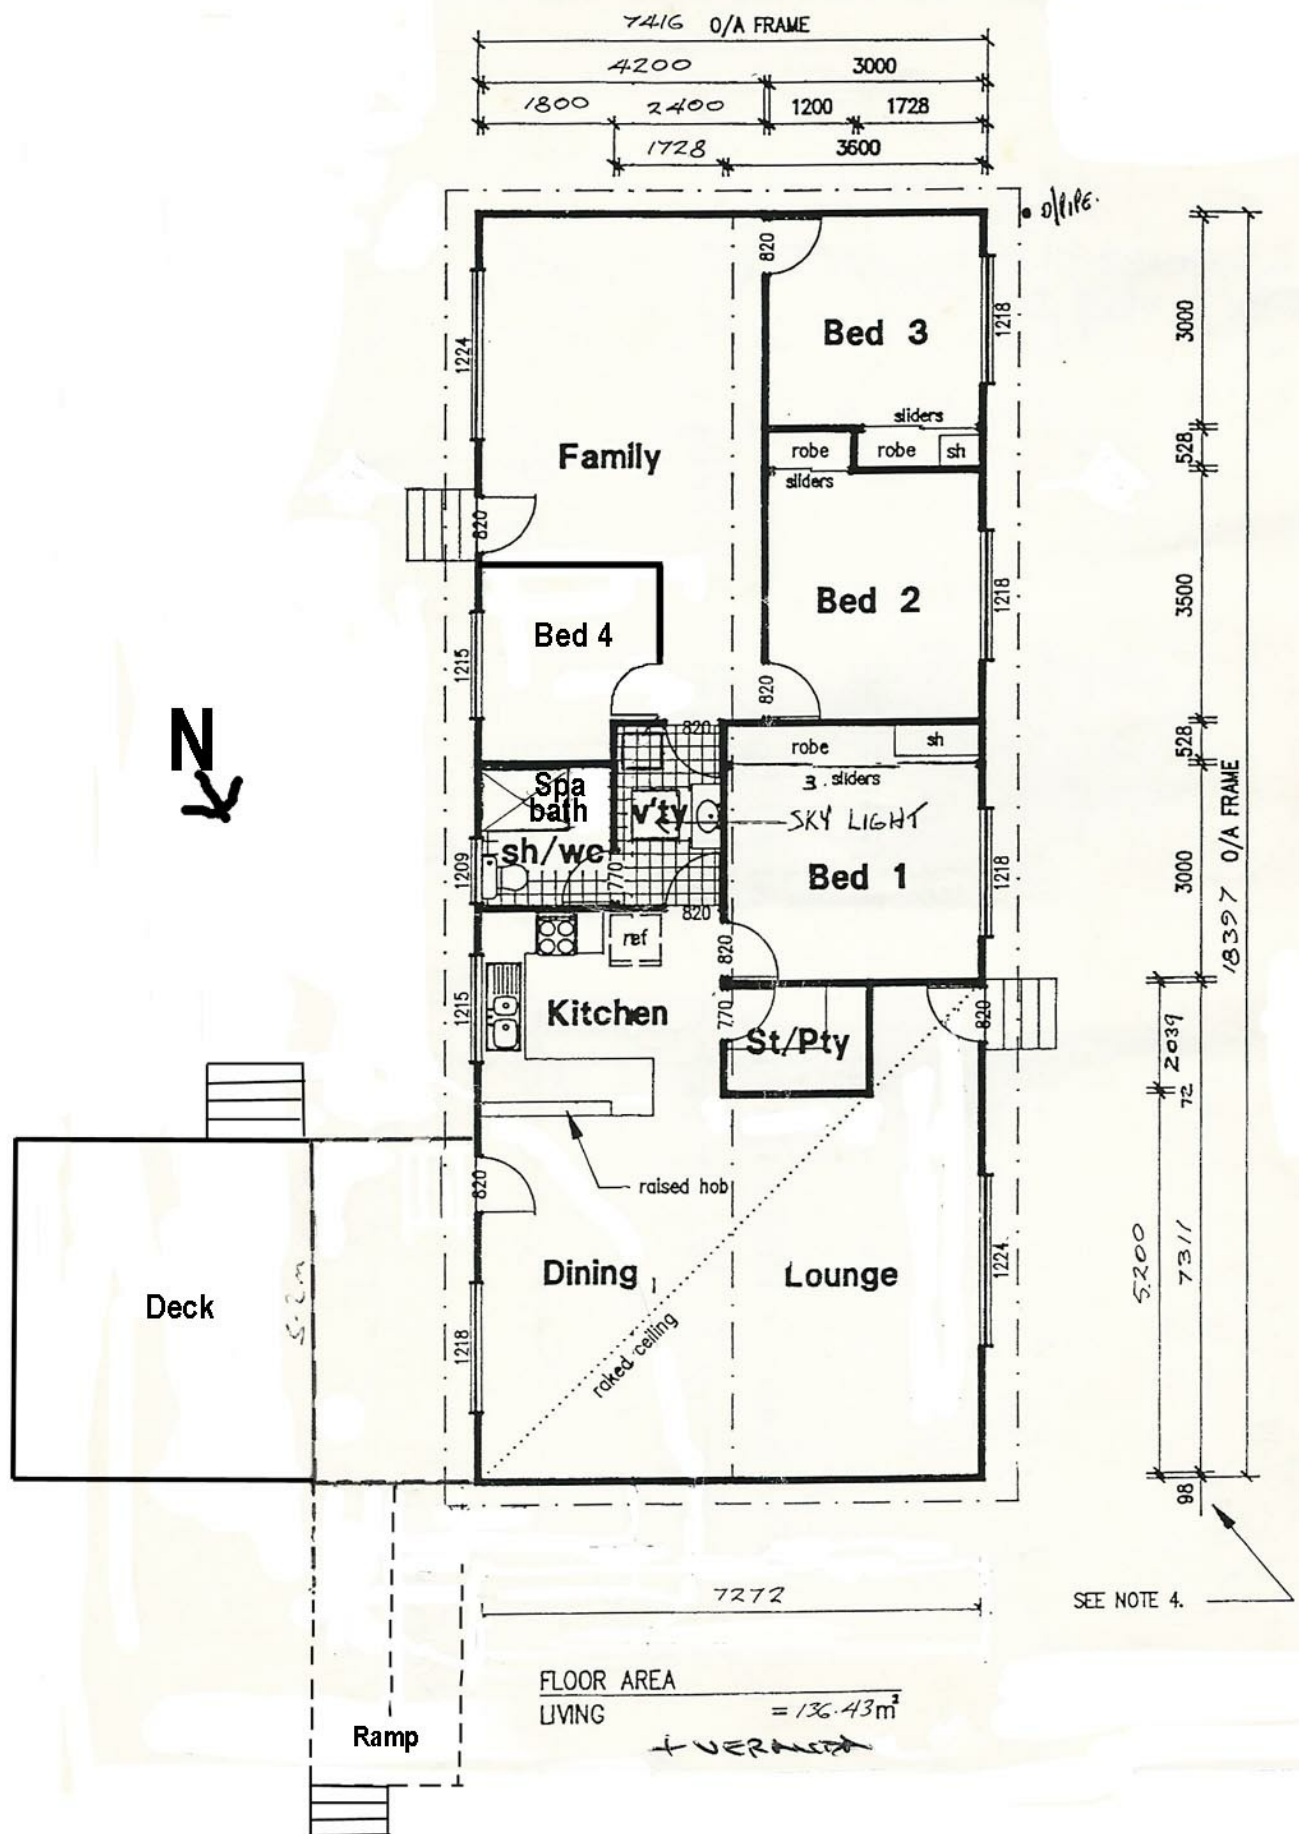 7416 O/A FRAME
4200 3000
1800 2400 1200 1728
1728 3600
D/PIPE.
820
1218
3000
1224
Bed 3
sliders
Family
robe robe sh
528
sliders
820
Bed 2
1218
3500
Bed 4
1215
820
N
820
robe sh
528
3 sliders
Spa
bath
v'ty
SKY LIGHT
18397 O/A FRAME
sh/wc
1209
770
Bed 1
1218
3000
820
ref
820
Kitchen
1215
770
St/Pty
820
2039
72
raised hob
820
5200
7311
Dining
Lounge
1224
Deck
5.2m
1218
raked ceiling
98
7272
SEE NOTE 4.
FLOOR AREA
LIVING = 136.43m²
+ VERANDA
Ramp